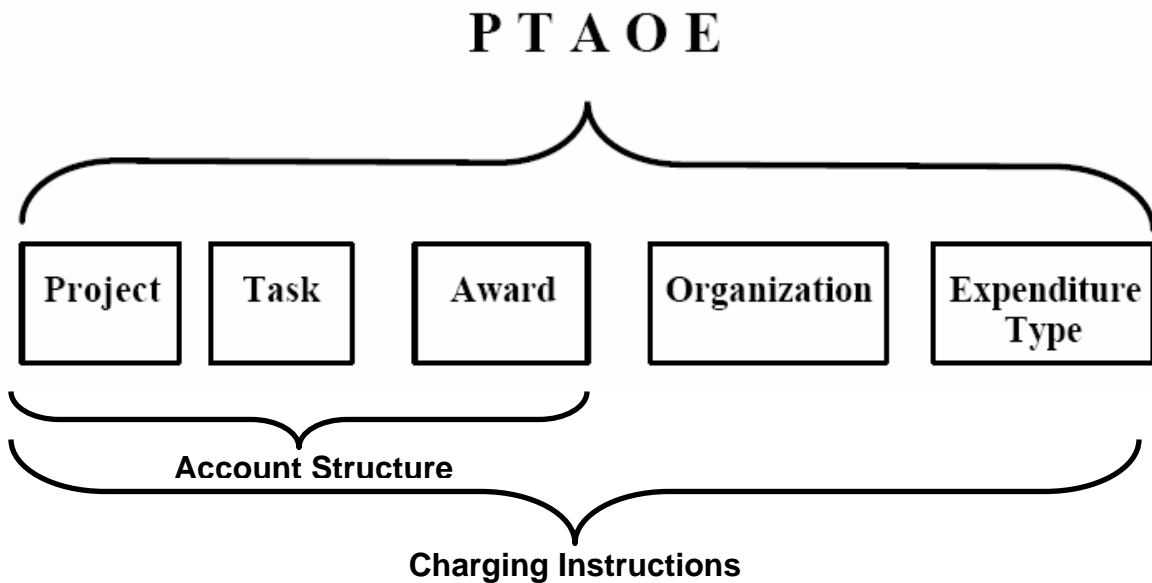 P T A O E
Project Task Award Organization Expenditure
Type
Account Structure
Charging Instructions